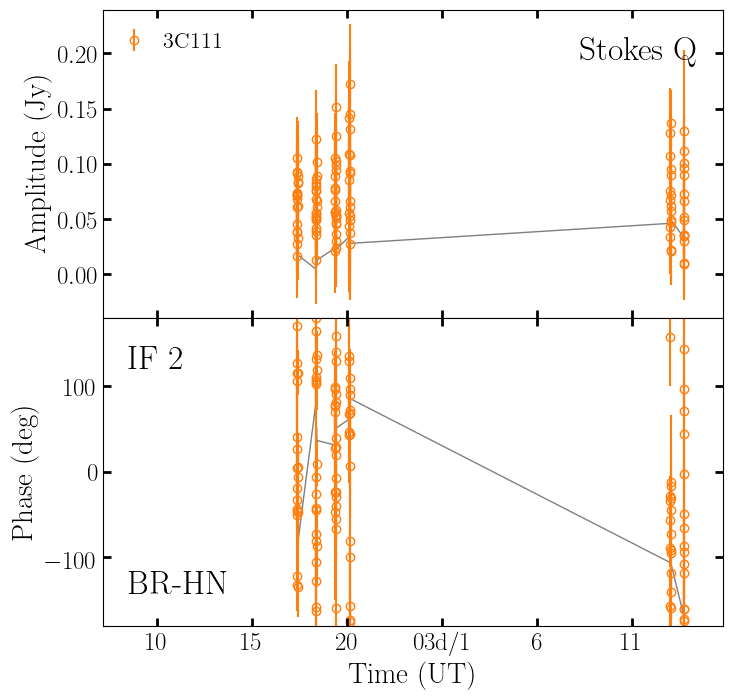 3C111
Stokes Q
0.20
0.15
0.10
0.05
0.00
Amplitude (Jy)
IF 2
100
0
−100
Phase (deg)
BR-HN
10 15 20 03d/1 6 11
Time (UT)